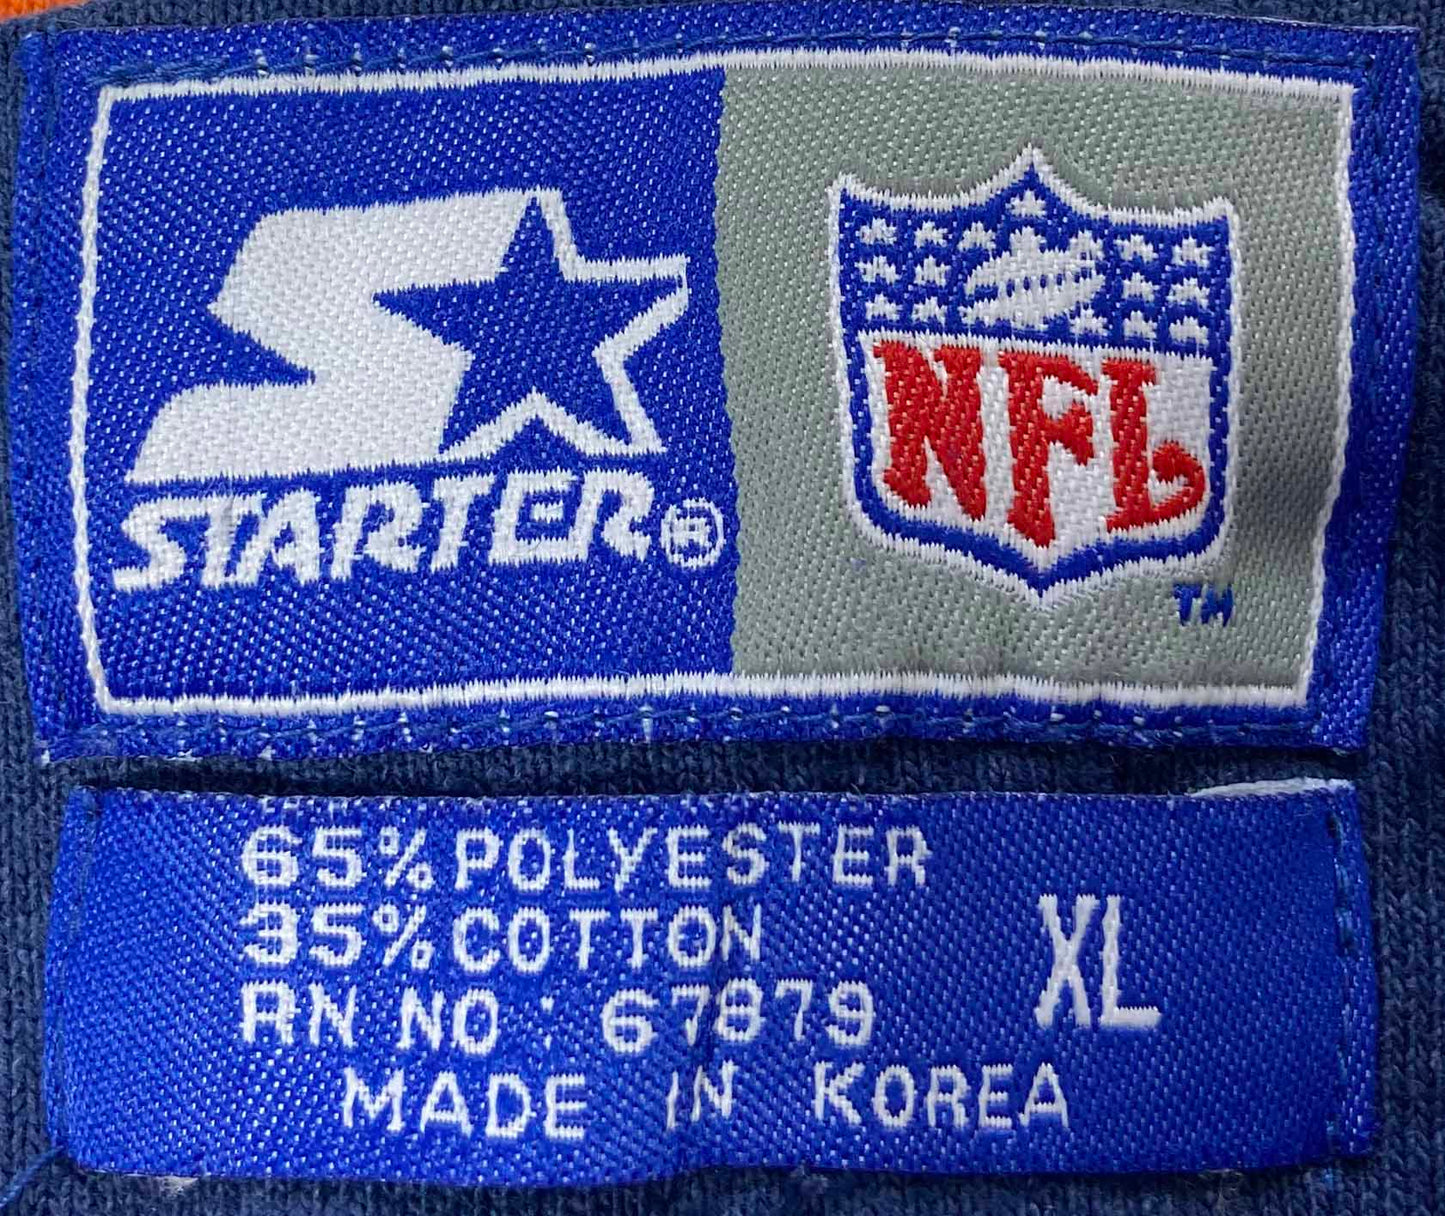 STARTER®
NFL
TM
65% POLYESTER
35% COTTON
RN NO : 67879
MADE IN KOREA
XL